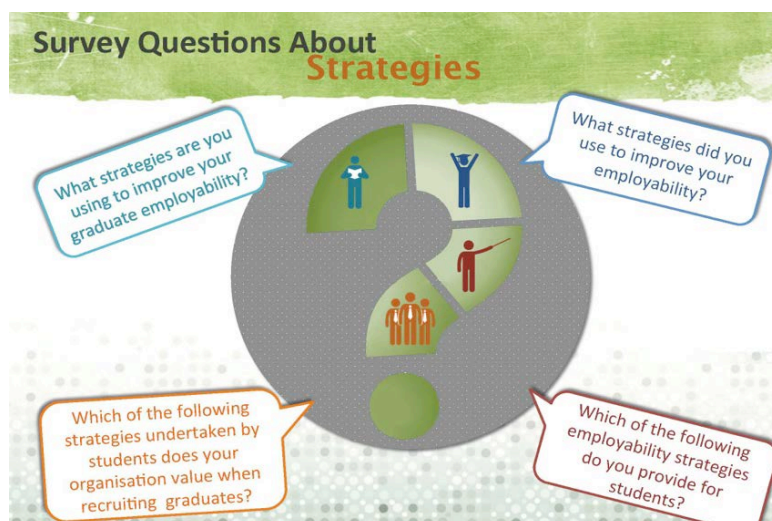 Survey Questions About
Strategies
What strategies are you
using to improve your
graduate employability?
What strategies did you
use to improve your
employability?
Which of the following
strategies undertaken by
students does your
organisation value when
recruiting graduates?
Which of the following
employability strategies
do you provide for
students?